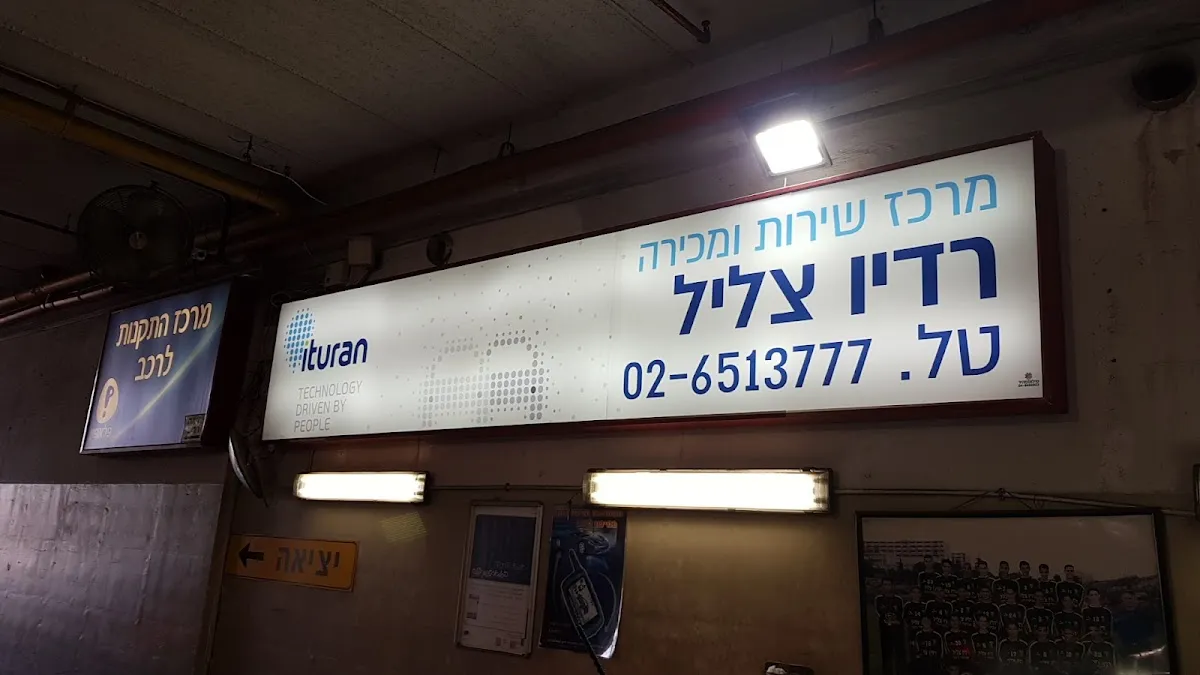 מרכז שירות ומכירה
רדיו צליל
טל. 02-6513777
ituran
TECHNOLOGY
DRIVEN BY
PEOPLE
מרכז התקנות
לרכב
יציאה